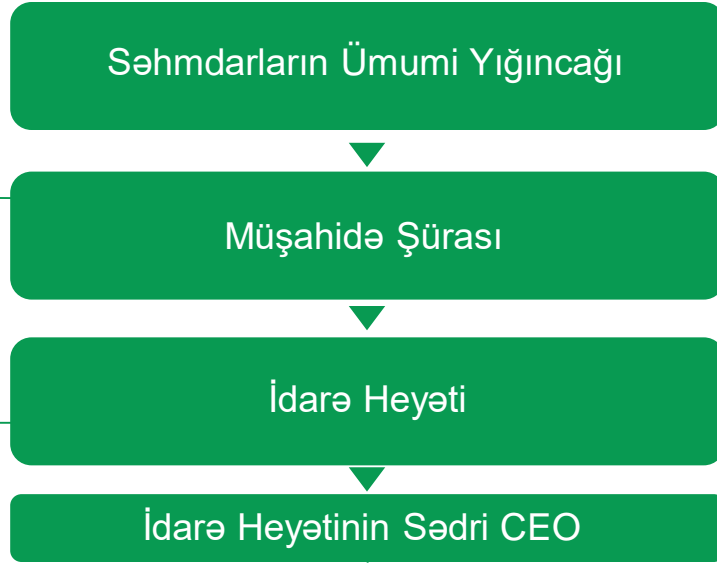 Səhmdarların Ümumi Yığıncağı
Müşahidə Şürası
İdarə Heyəti
İdarə Heyətinin Sədri CEO